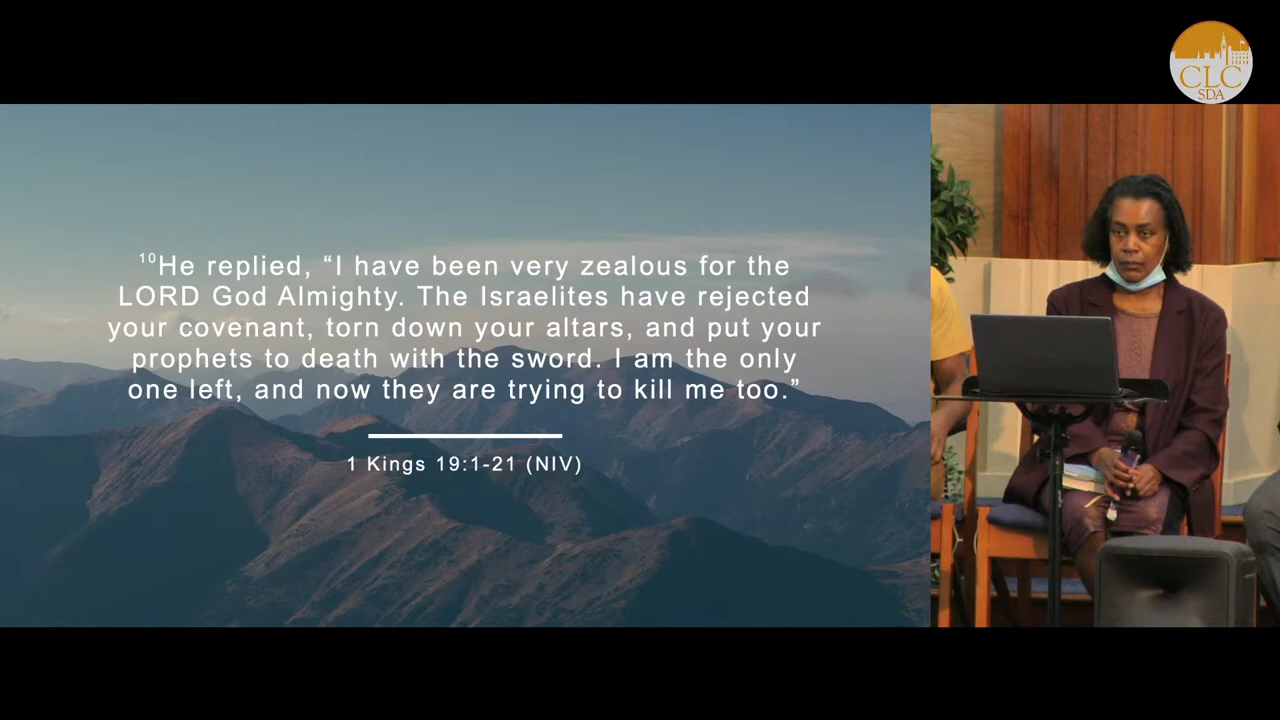 CLC
SDA
¹⁰He replied, “I have been very zealous for the
LORD God Almighty. The Israelites have rejected
your covenant, torn down your altars, and put your
prophets to death with the sword. I am the only
one left, and now they are trying to kill me too.”
1 Kings 19:1-21 (NIV)